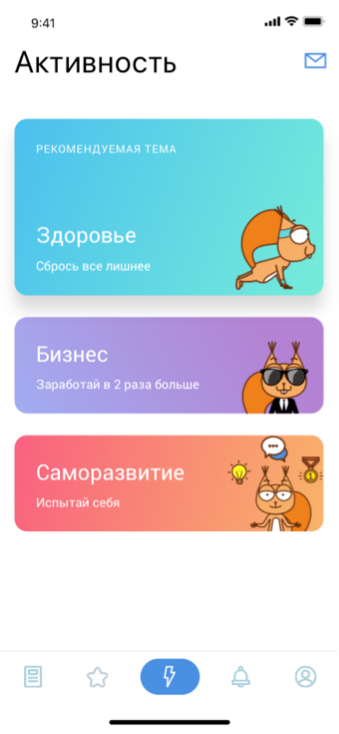 9:41
Активность
РЕКОМЕНДУЕМАЯ ТЕМА
Здоровье
Сбрось все лишнее
Бизнес
Заработай в 2 раза больше
Саморазвитие
Испытай себя